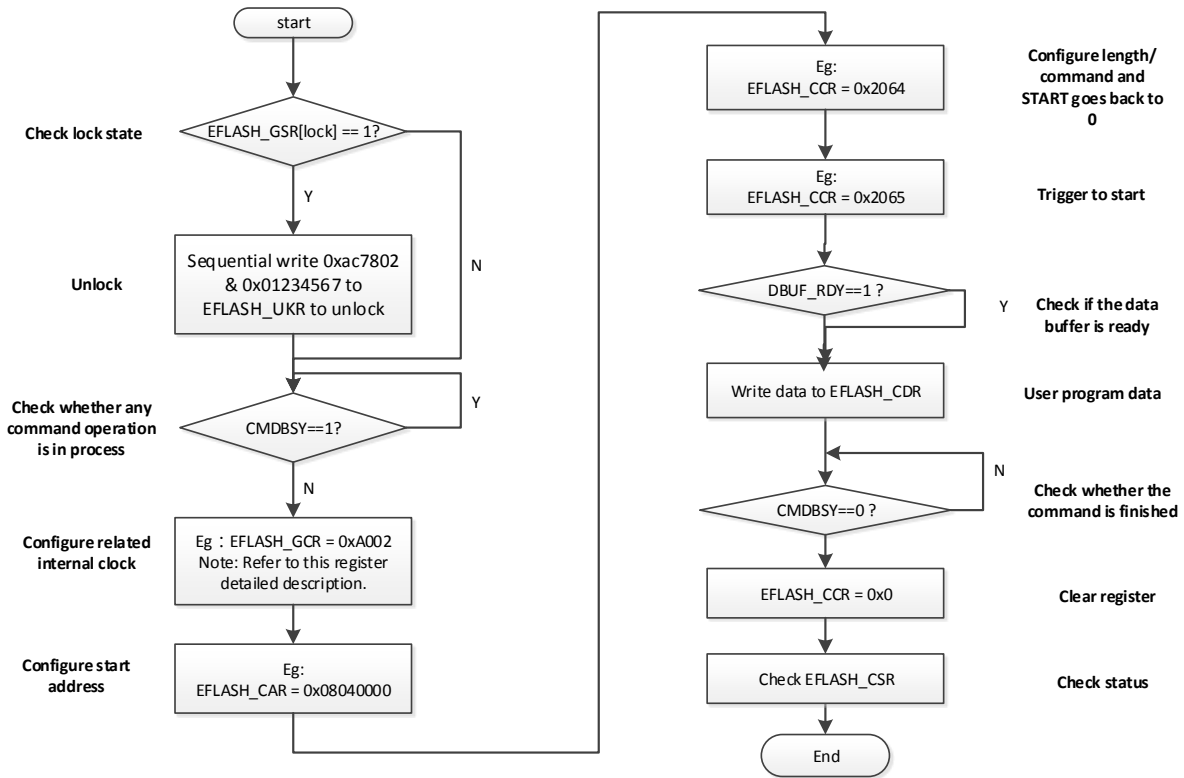 start
Check lock state
EFLASH_GSR[lock] == 1?
Y
N
Unlock
Sequential write 0xac7802
& 0x01234567 to
EFLASH_UKR to unlock
Check whether any
command operation
is in process
CMDBSY==1?
Y
N
Configure related
internal clock
Eg：EFLASH_GCR = 0xA002
Note: Refer to this register
detailed description.
Configure start
address
Eg:
EFLASH_CAR = 0x08040000
Eg:
EFLASH_CCR = 0x2064
Configure length/
command and
START goes back to
0
Eg:
EFLASH_CCR = 0x2065
Trigger to start
DBUF_RDY==1 ?
Y
Check if the data
buffer is ready
Write data to EFLASH_CDR
User program data
N
CMDBSY==0 ?
Check whether the
command is finished
EFLASH_CCR = 0x0
Clear register
Check EFLASH_CSR
Check status
End